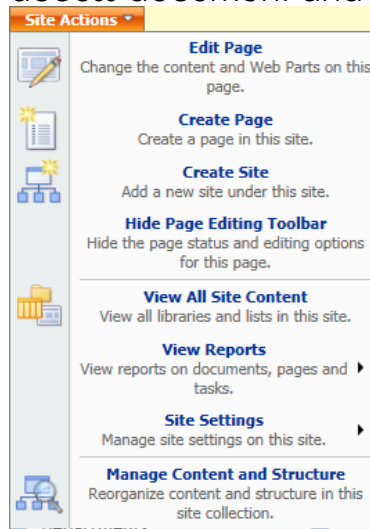 Site Actions
Edit Page
Change the content and Web Parts on this
page.
Create Page
Create a page in this site.
Create Site
Add a new site under this site.
Hide Page Editing Toolbar
Hide the page status and editing options
for this page.
View All Site Content
View all libraries and lists in this site.
View Reports
View reports on documents, pages and
tasks.
Site Settings
Manage site settings on this site.
Manage Content and Structure
Reorganize content and structure in this
site collection.